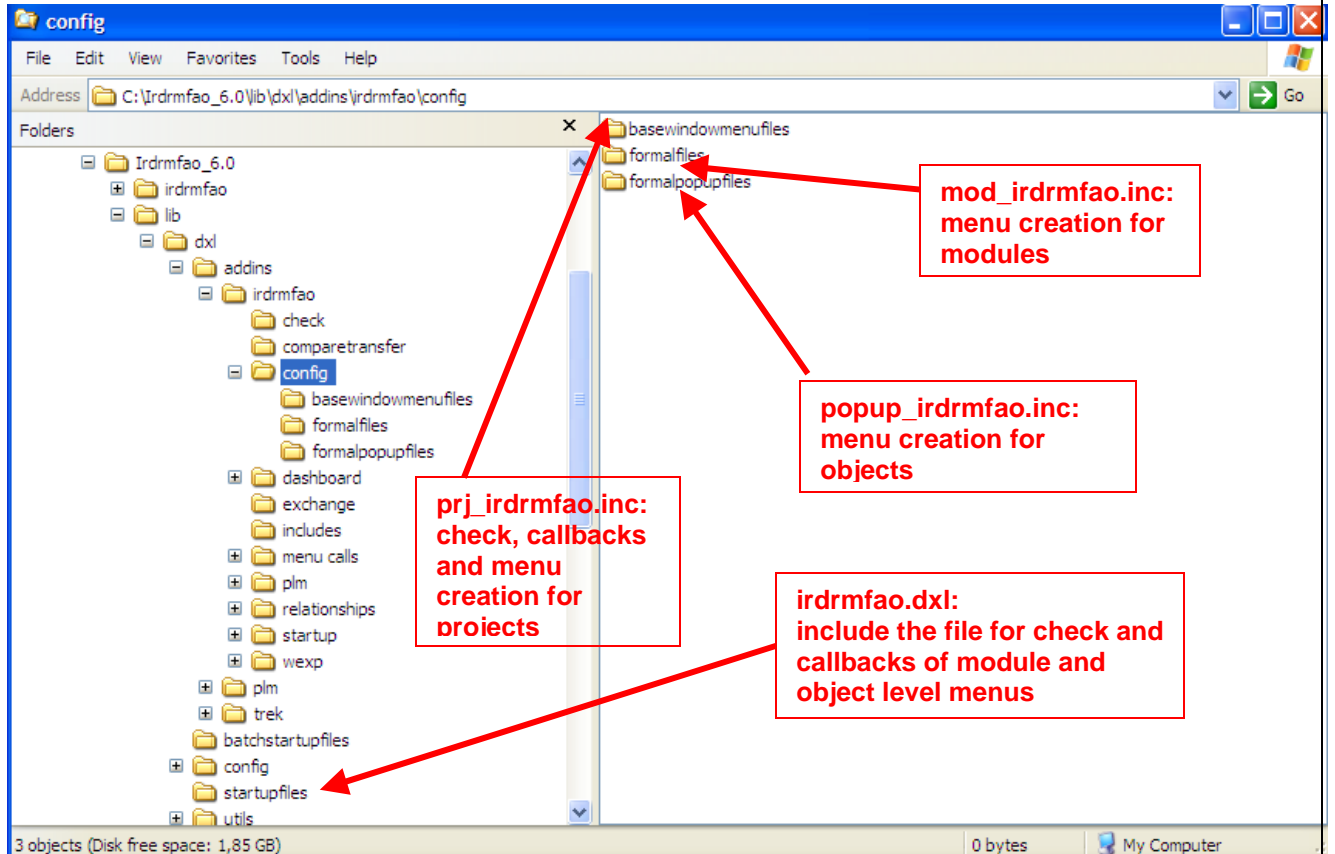 config
File Edit View Favorites Tools Help
Address C:\Irdrmfao_6.0\lib\dxl\addins\irdrmfao\config Go
Folders
Irdrmfao_6.0
irdrmfao
lib
dxl
addins
irdrmfao
check
comparetransfer
config
basewindowmenufiles
formalfiles
formalpopupfiles
dashboard
exchange
includes
menu calls
plm
relationships
startup
wexp
plm
trek
batchstartupfiles
config
startupfiles
utils
basewindowmenufiles
formalfiles
formalpopupfiles
mod_irdrmfao.inc:
menu creation for
modules
popup_irdrmfao.inc:
menu creation for
objects
prj_irdrmfao.inc:
check, callbacks
and menu
creation for
projects
irdrmfao.dxl:
include the file for check and
callbacks of module and
object level menus
3 objects (Disk free space: 1,85 GB) 0 bytes My Computer